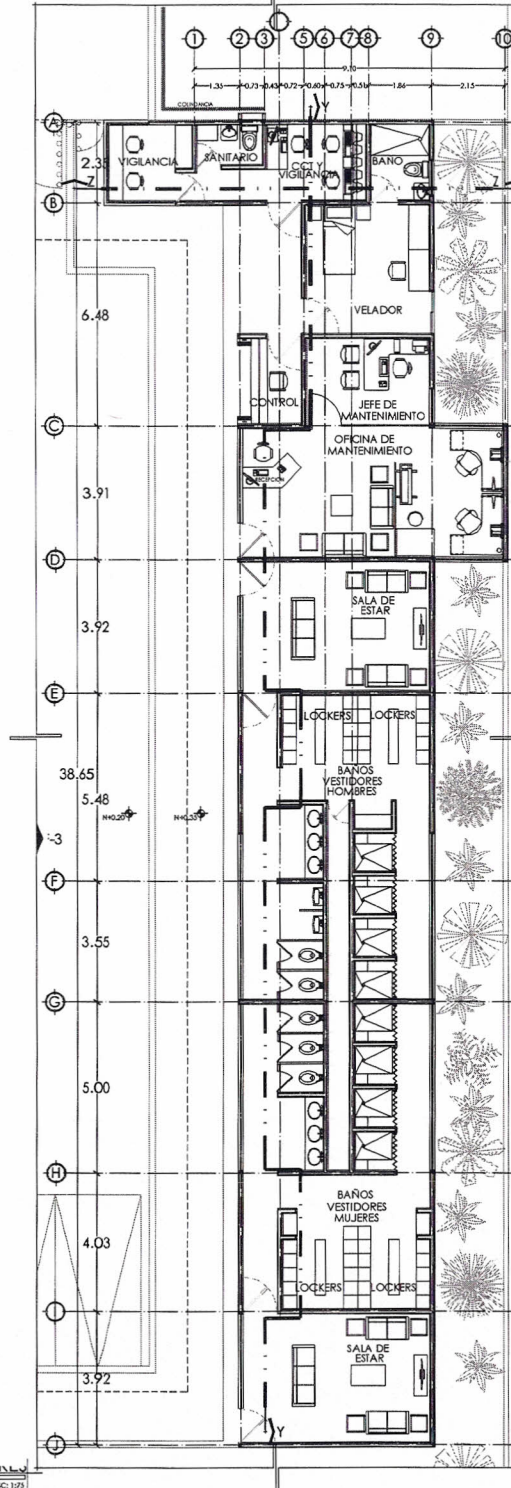 1 2 3 5 6 7 8 9 10
9.10
1.35 0.73 0.43 0.72 0.60 0.75 0.51 1.86 2.15
COLINDANCIA
Y
A
2.35
VIGILANCIA
SANITARIO
CCT Y VIGILANCIA
BAÑO
Z Z
B
6.48
VELADOR
CONTROL
JEFE DE MANTENIMIENTO
C
OFICINA DE MANTENIMIENTO
RECEPCION
3.91
D
SALA DE ESTAR
3.92
E
LOCKERS LOCKERS
BAÑOS VESTIDORES HOMBRES
38.65
5.48
N+0.20 N+0.35
F
3.55
G
5.00
H
BAÑOS VESTIDORES MUJERES
4.03
LOCKERS LOCKERS
I
SALA DE ESTAR
3.92
Y
J